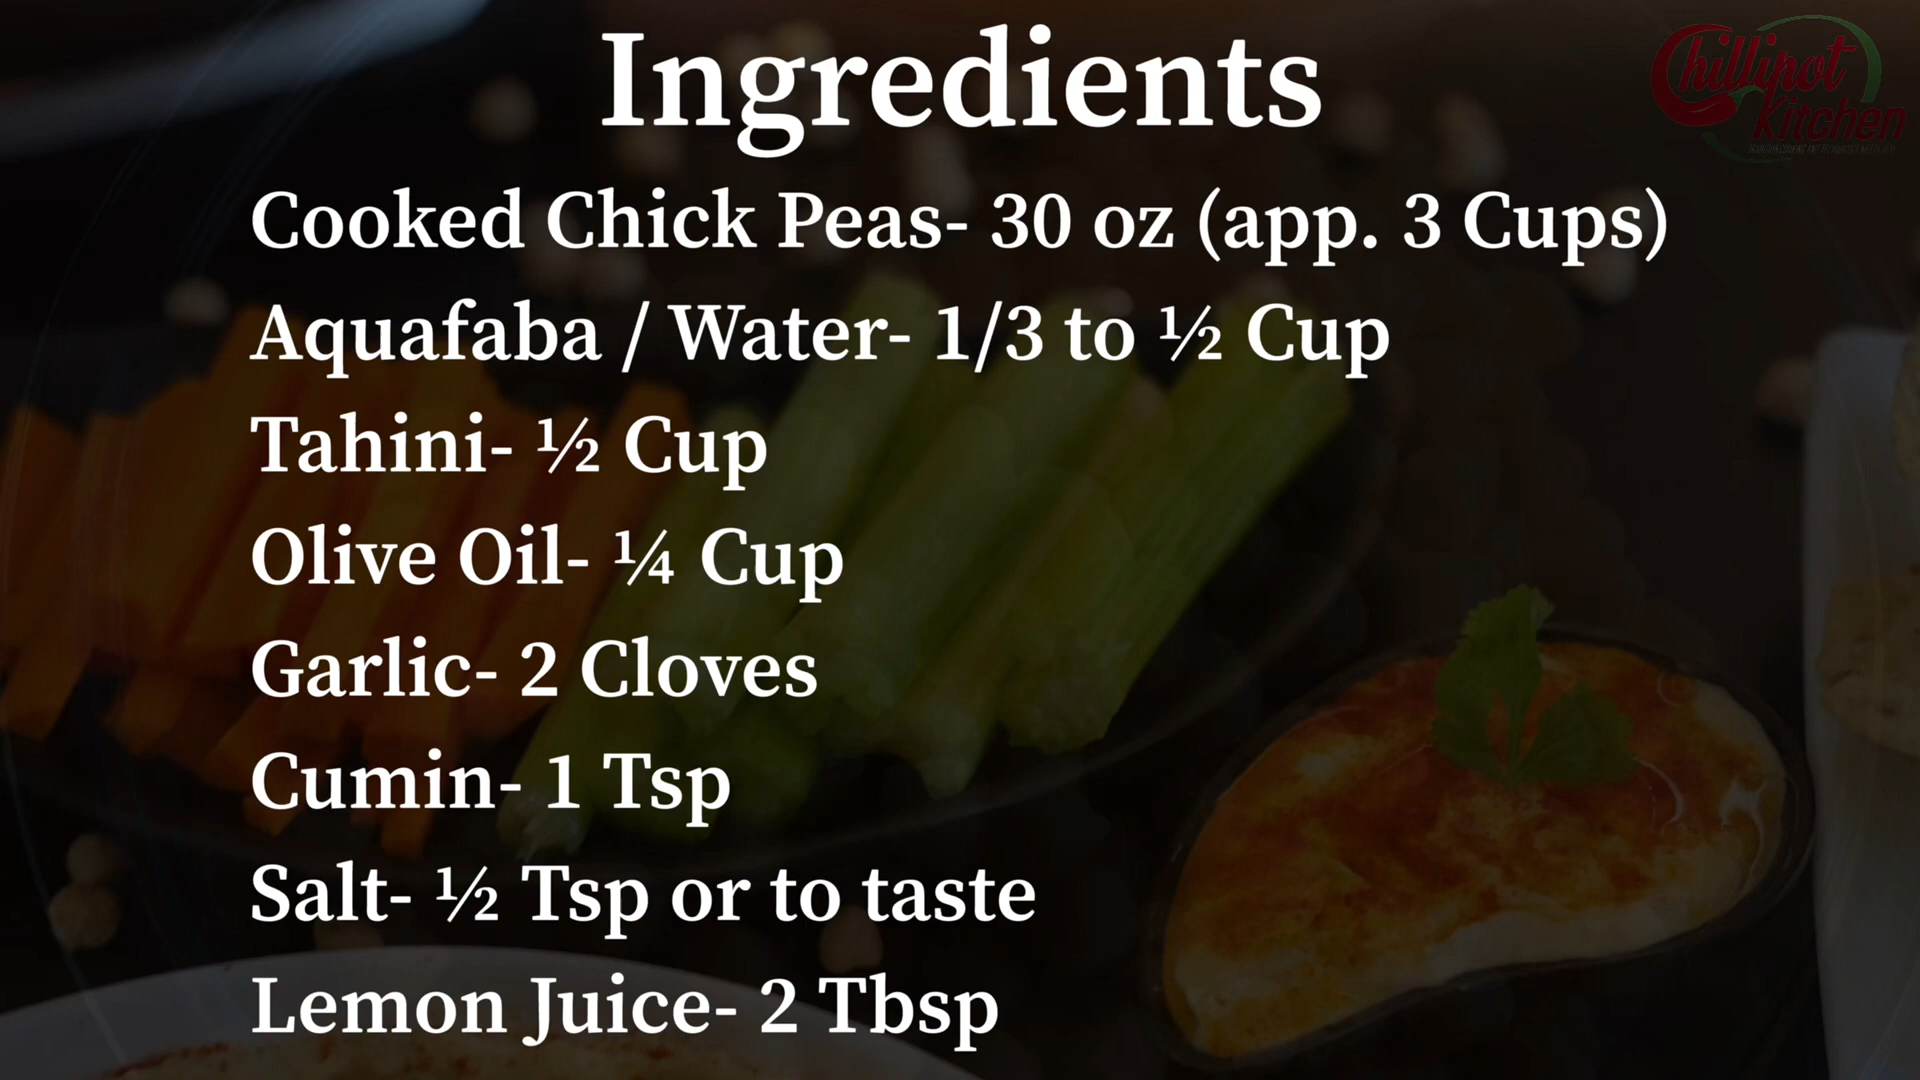 Chillipot
Kitchen
Ingredients
Cooked Chick Peas- 30 oz (app. 3 Cups)
Aquafaba / Water- 1/3 to ½ Cup
Tahini- ½ Cup
Olive Oil- ¼ Cup
Garlic- 2 Cloves
Cumin- 1 Tsp
Salt- ½ Tsp or to taste
Lemon Juice- 2 Tbsp